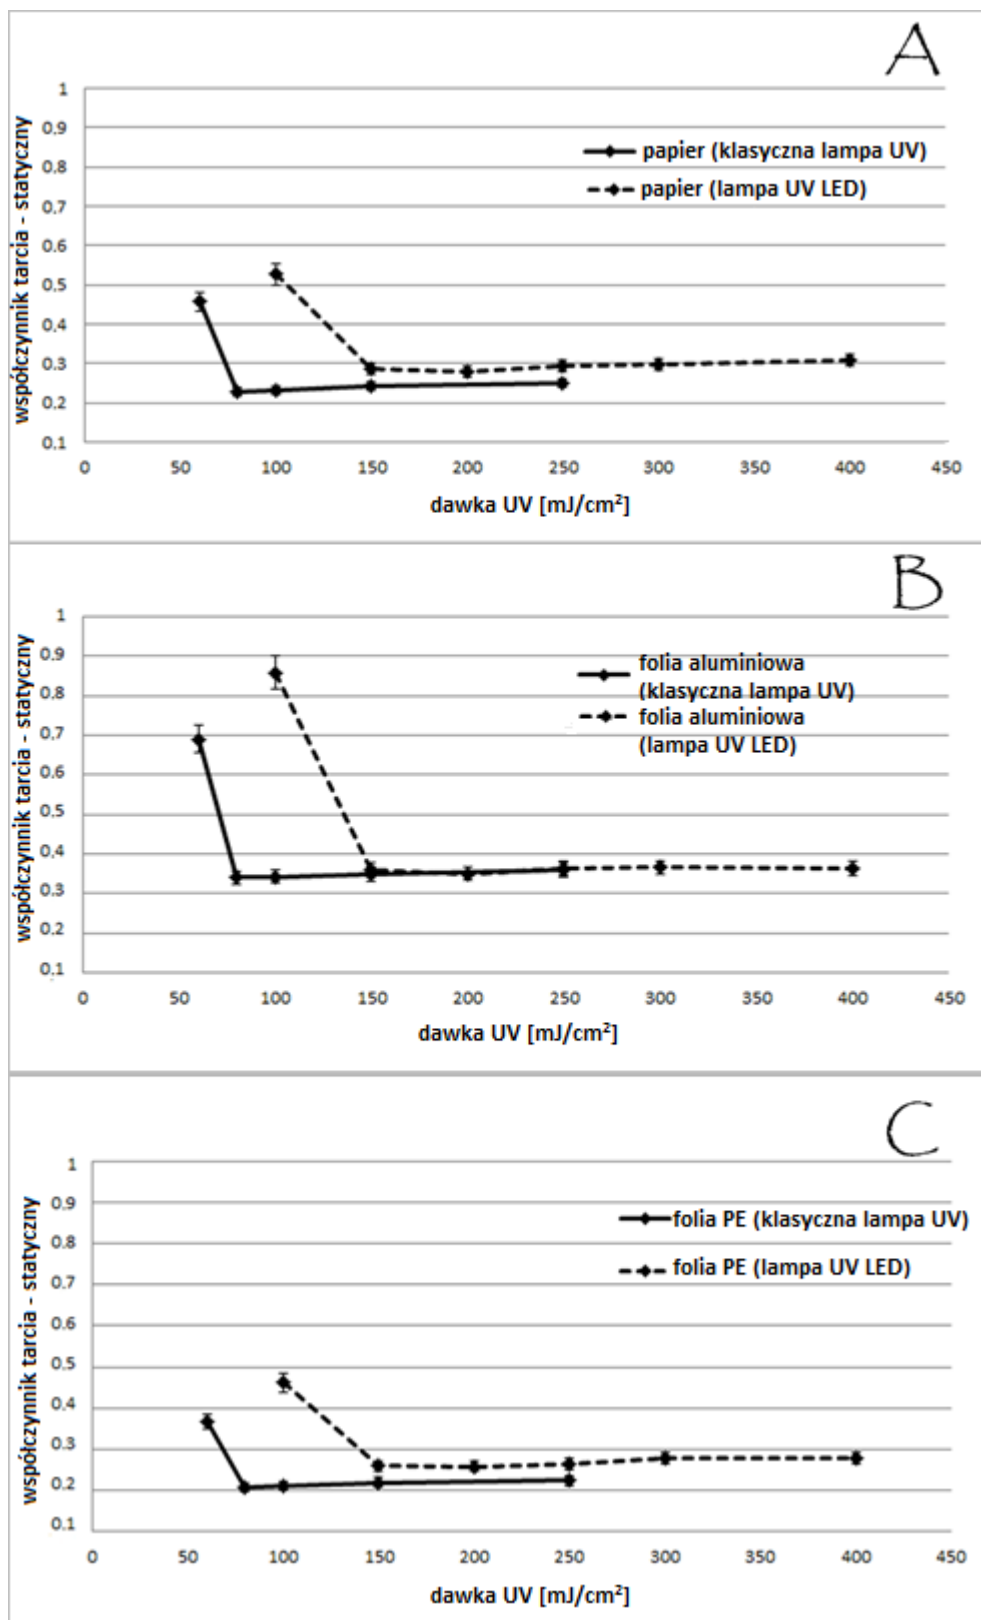 A
1
0.9
0.8
0.7
0.6
0.5
0.4
0.3
0.2
0.1
współczynnik tarcia - statyczny
papier (klasyczna lampa UV)
papier (lampa UV LED)
0 50 100 150 200 250 300 400 450
dawka UV [mJ/cm²]
B
1
0.9
0.8
0.7
0.6
0.5
0.4
0.3
0.2
0.1
współczynnik tarcia - statyczny
folia aluminiowa
(klasyczna lampa UV)
folia aluminiowa
(lampa UV LED)
0 50 100 150 200 250 300 400 450
dawka UV [mJ/cm²]
C
1
0.9
0.8
0.7
0.6
0.5
0.4
0.3
0.2
0.1
współczynnik tarcia - statyczny
folia PE (klasyczna lampa UV)
folia PE (lampa UV LED)
0 50 100 150 200 250 300 400 450
dawka UV [mJ/cm²]